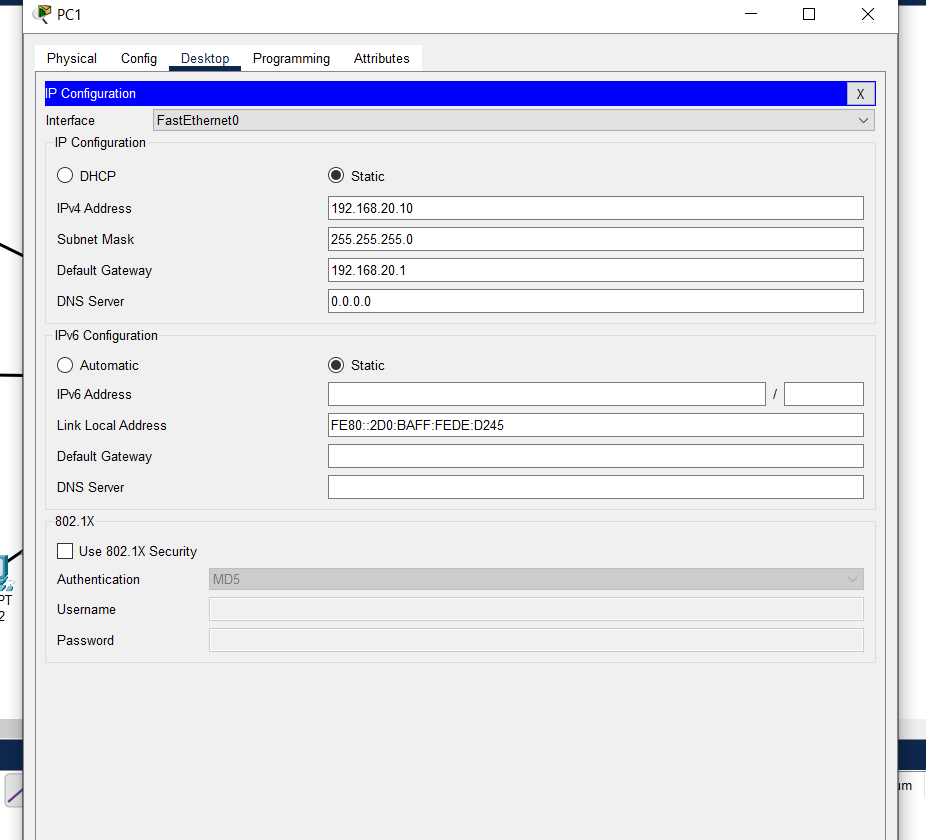 PC1
Physical Config Desktop Programming Attributes
IP Configuration X
Interface FastEthernet0
IP Configuration
DHCP Static
IPv4 Address 192.168.20.10
Subnet Mask 255.255.255.0
Default Gateway 192.168.20.1
DNS Server 0.0.0.0
IPv6 Configuration
Automatic Static
IPv6 Address /
Link Local Address FE80::2D0:BAFF:FEDE:D245
Default Gateway
DNS Server
802.1X
Use 802.1X Security
Authentication MD5
PT
2
Username
Password